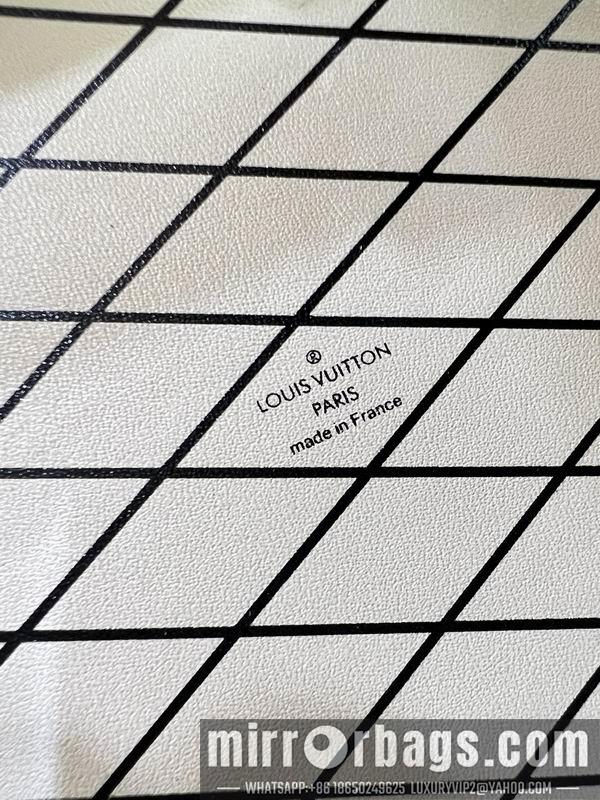 ®
LOUIS VUITTON
PARIS
made in France
mirrorbags.com
WHATSAPP:+86 18650249625 LUXURYVIP2@YAHOO.COM